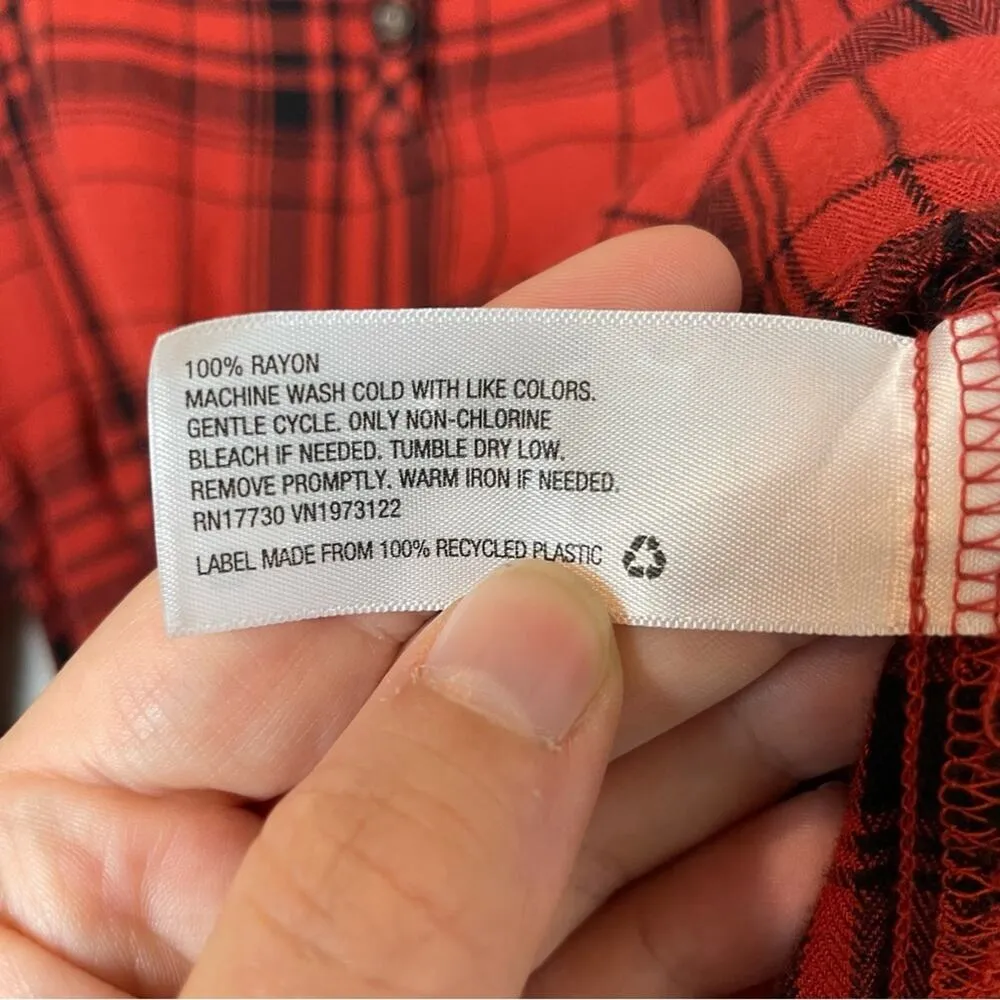 100% RAYON
MACHINE WASH COLD WITH LIKE COLORS.
GENTLE CYCLE. ONLY NON-CHLORINE
BLEACH IF NEEDED. TUMBLE DRY LOW.
REMOVE PROMPTLY. WARM IRON IF NEEDED.
RN17730 VN1973122
LABEL MADE FROM 100% RECYCLED PLASTIC